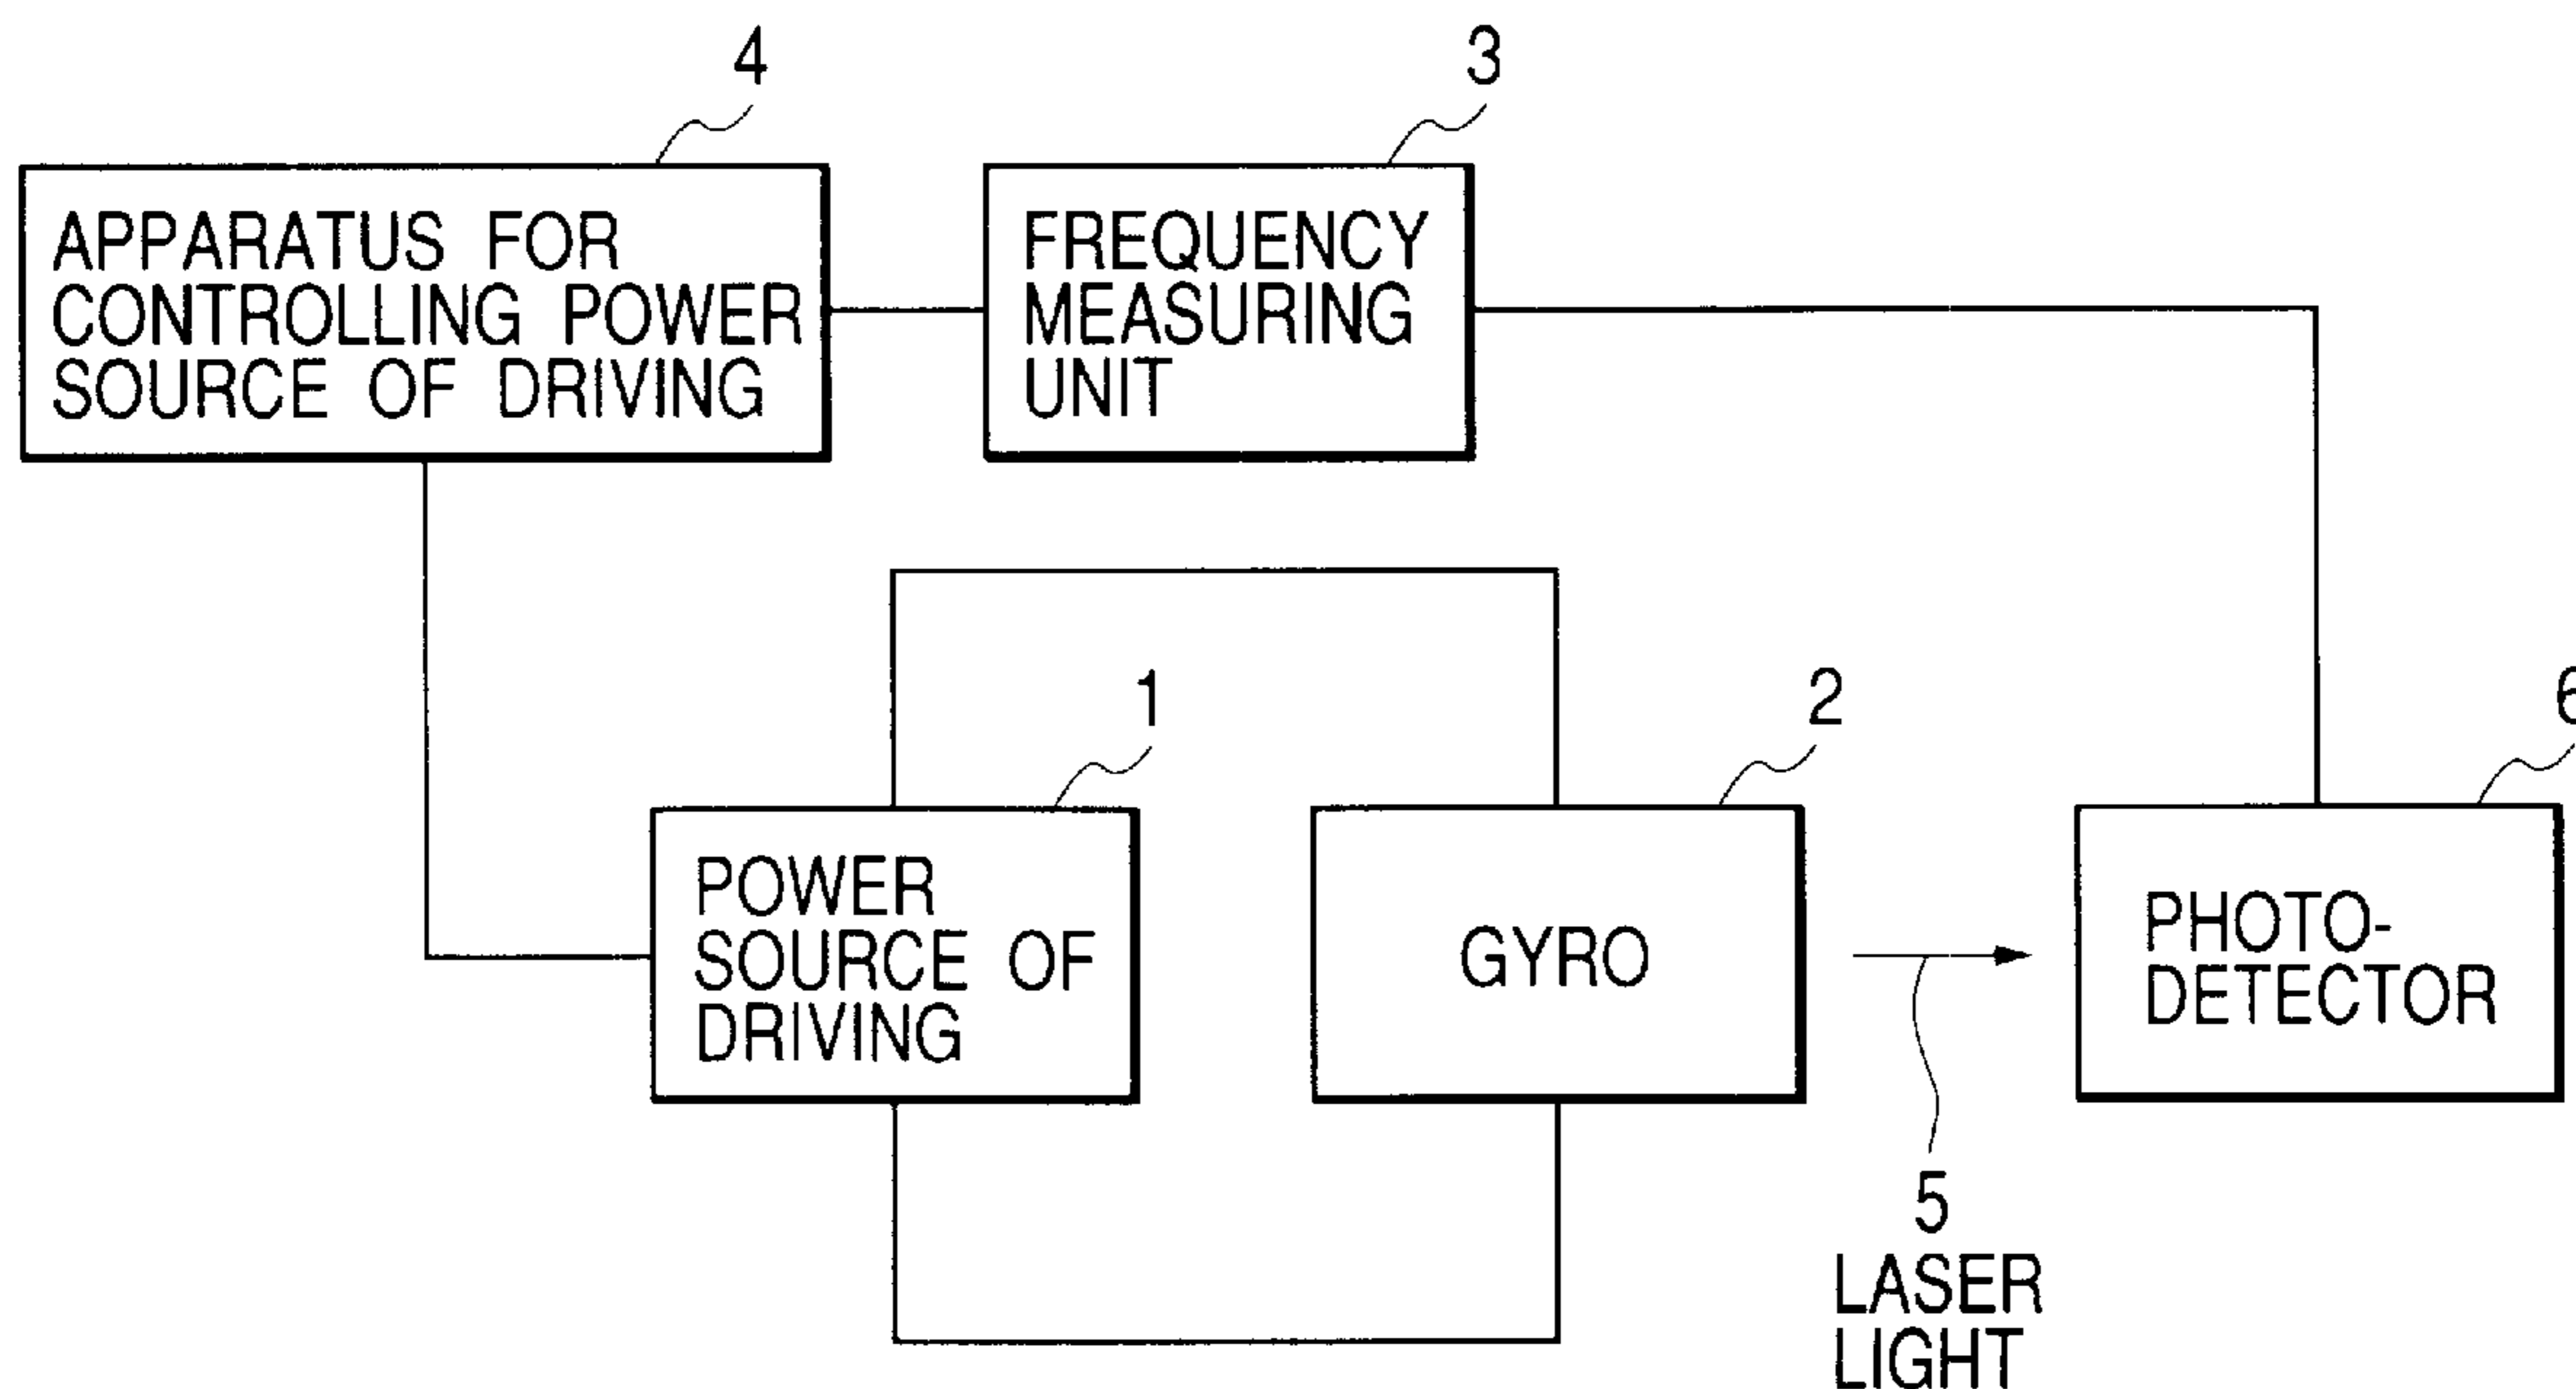 4
3
APPARATUS FOR
CONTROLLING POWER
SOURCE OF DRIVING
FREQUENCY
MEASURING
UNIT
1
2
6
POWER
SOURCE OF
DRIVING
GYRO
PHOTO-
DETECTOR
5
LASER
LIGHT